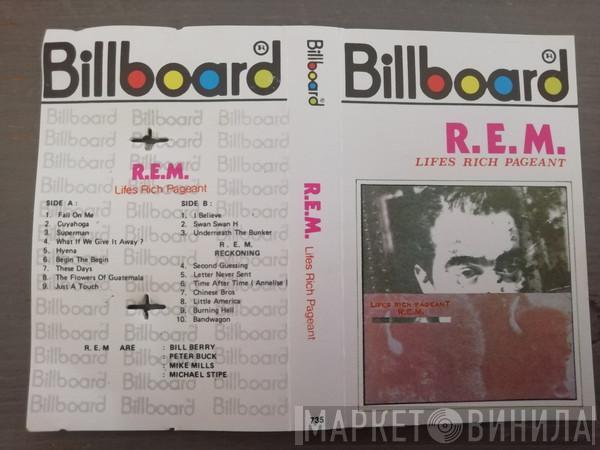 Billboard ®
Billboard Billboard Billboard
R.E.M.
Lifes Rich Pageant
SIDE A :
1. Fall On Me
2. Cuyahoga
3. Superman
4. What If We Give It Away ?
5. Hyena
6. Begin The Begin
7. These Days
8. The Flowers Of Guatemala
9. Just A Touch
SIDE B :
1. I Believe
2. Swan Swan H
3. Underneath The Bunker
R . E. M.
RECKONING
4. Second Guessing
5. Letter Never Sent
6. Time After Time ( Annelise )
7. Chinese Bros
8. Little America
9. Burning Hell
10. Bandwagon
R.E.M ARE : BILL BERRY
: PETER BUCK
: MIKE MILLS
: MICHAEL STIPE
Billboard Billboard Billboard
Billboard ®
R.E.M. Lifes Rich Pageant
735
Billboard ®
R.E.M.
LIFES RICH PAGEANT
LIFES RICH PAGEANT
R.E.M.
МАРКЕТ ВИНИЛА